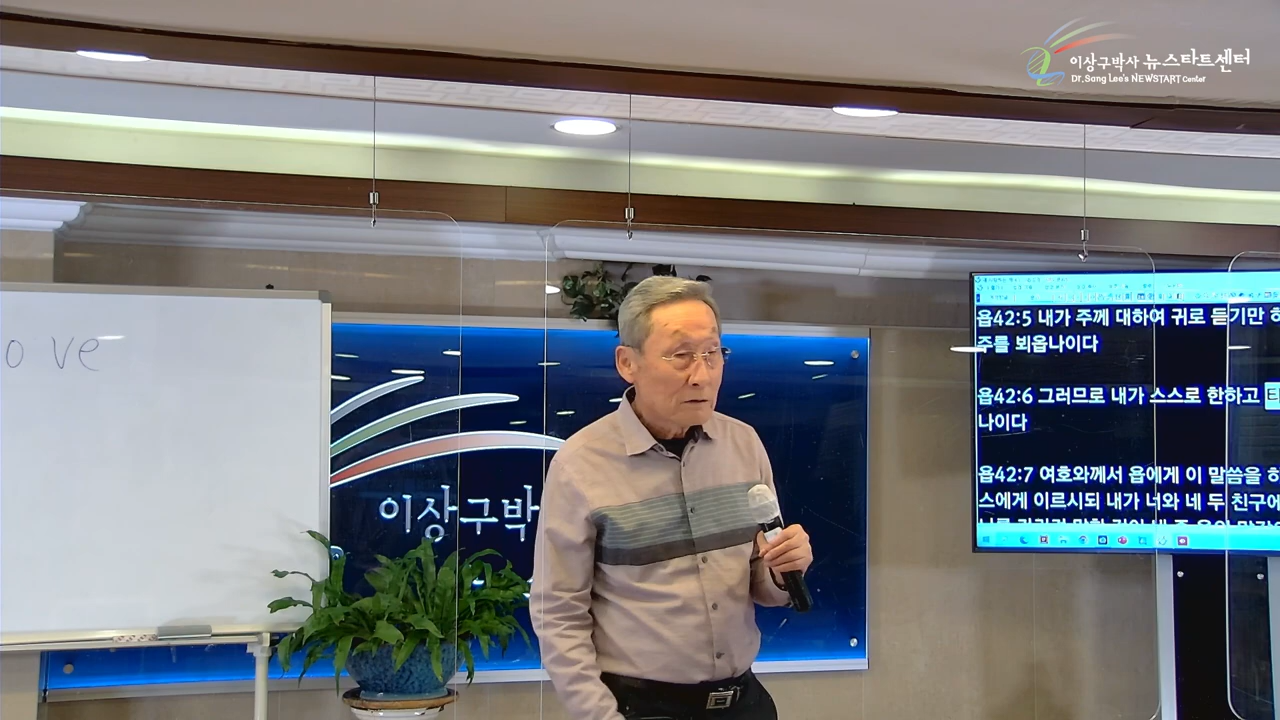 이상구박사 뉴스타트센터
Dr. Sang Lee's NEWSTART Center
ove
이상구박
욥42:5 내가 주께 대하여 귀로 듣기만 하
주를 뵈옵나이다
욥42:6 그러므로 내가 스스로 한하고 티
나이다
욥42:7 여호와께서 욥에게 이 말씀을 하
스에게 이르시되 내가 너와 네 두 친구에